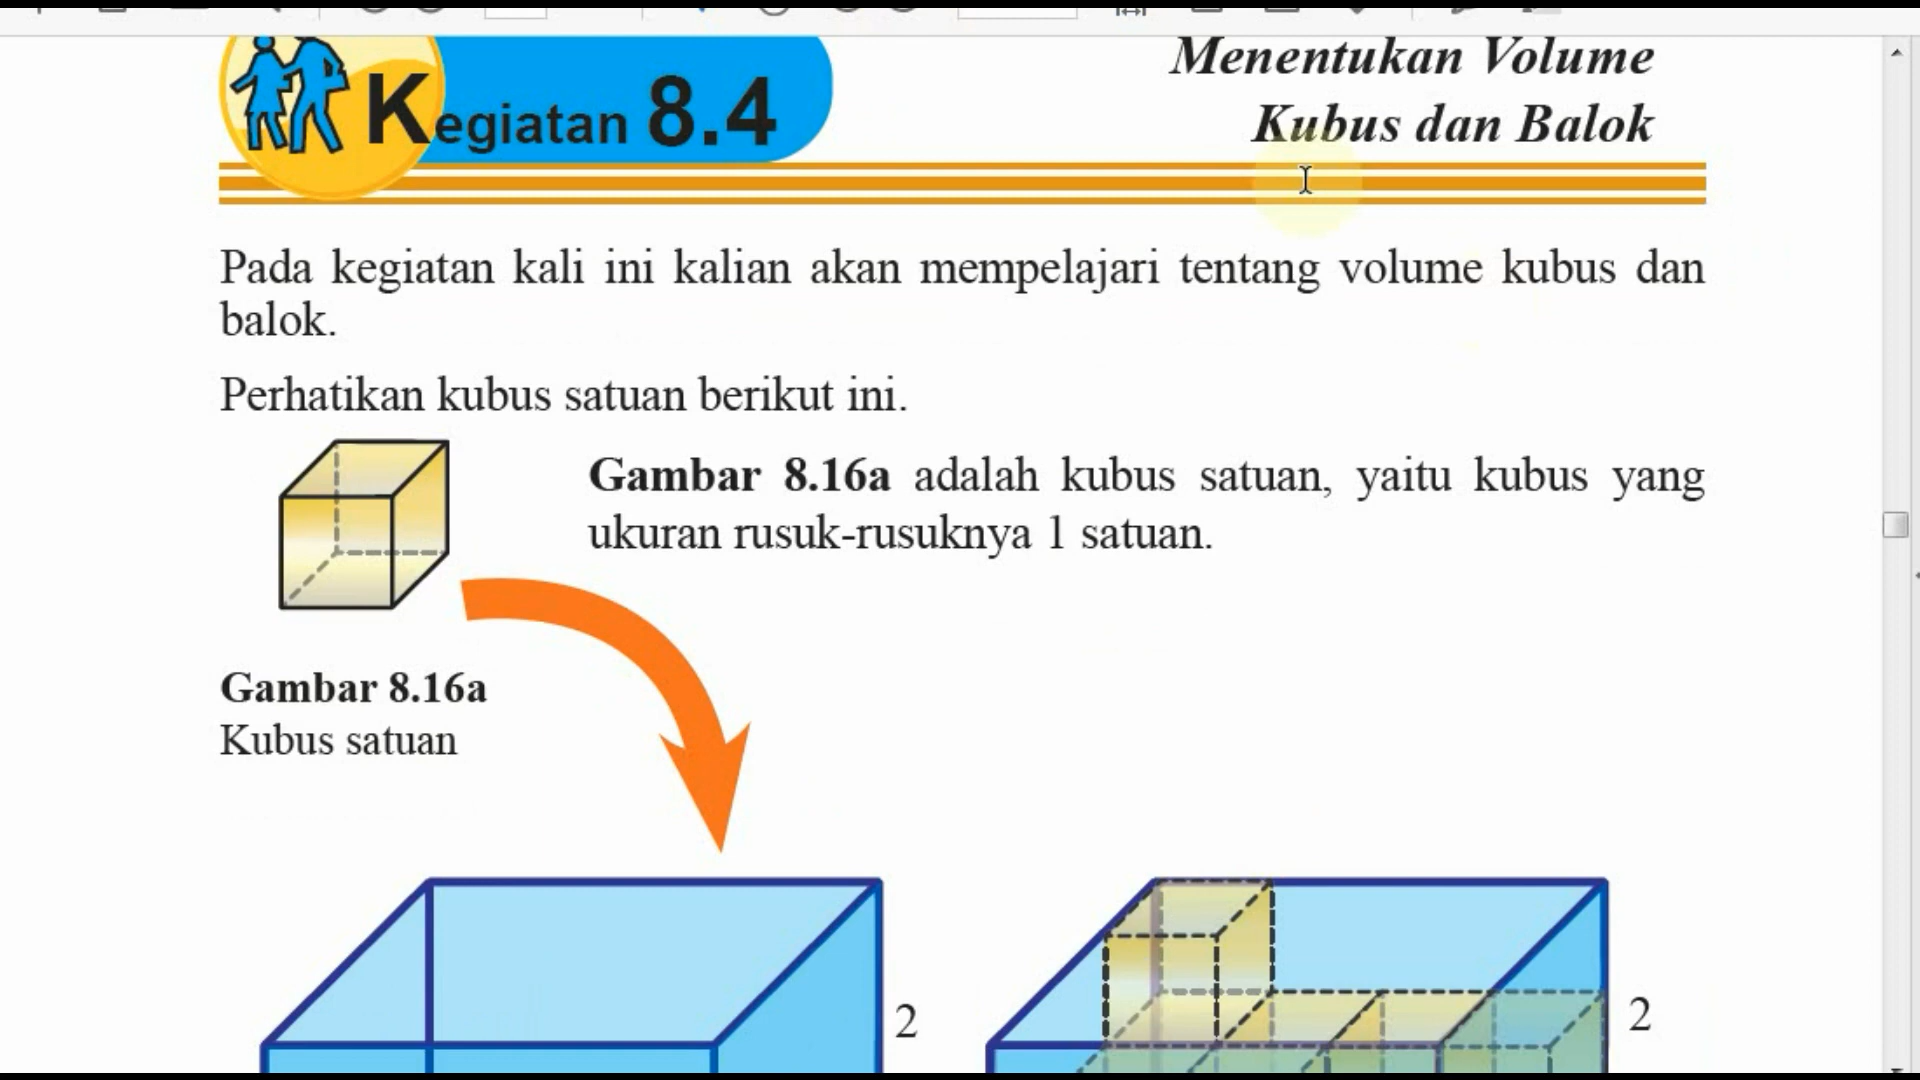 Menentukan Volume
Kegiatan 8.4
Kubus dan Balok
Pada kegiatan kali ini kalian akan mempelajari tentang volume kubus dan
balok.
Perhatikan kubus satuan berikut ini.
Gambar 8.16a adalah kubus satuan, yaitu kubus yang
ukuran rusuk-rusuknya 1 satuan.
Gambar 8.16a
Kubus satuan
2
2